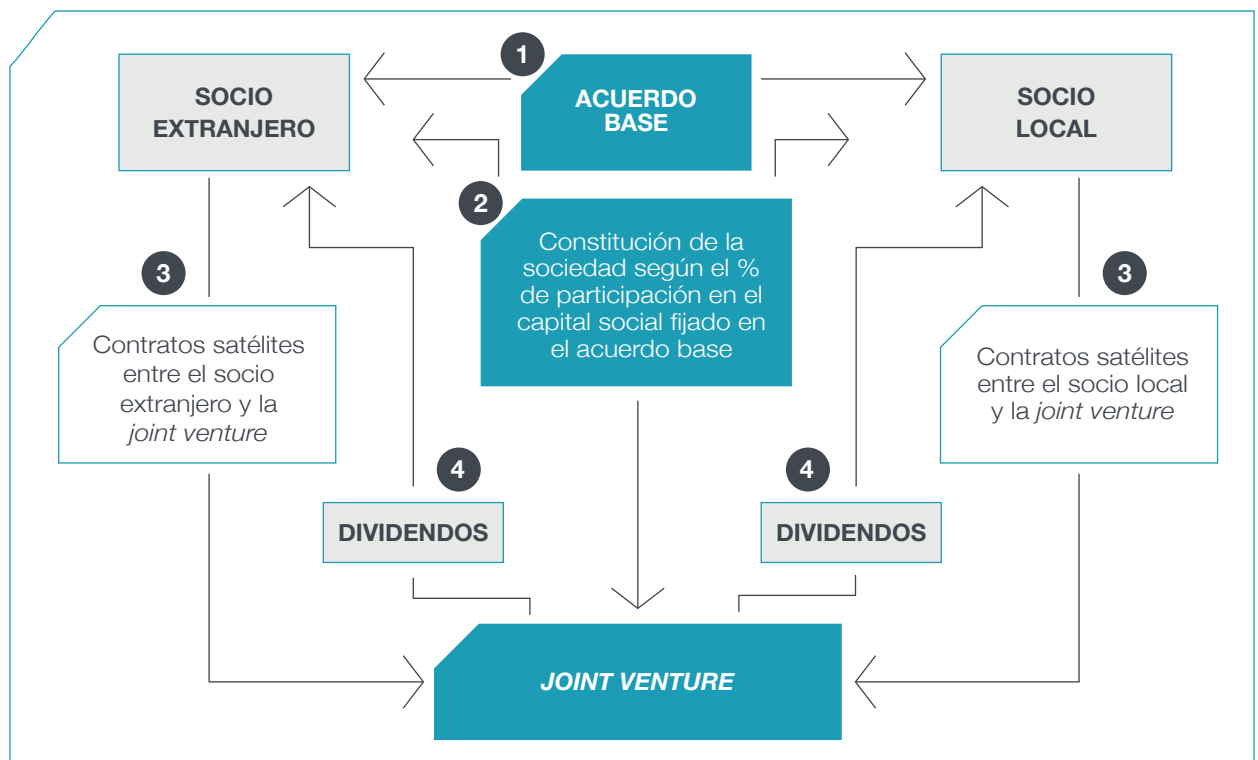 1
ACUERDO
BASE
SOCIO
EXTRANJERO
SOCIO
LOCAL
2
Constitución de la
sociedad según el %
de participación en el
capital social fijado en
el acuerdo base
3
Contratos satélites
entre el socio
extranjero y la
joint venture
3
Contratos satélites
entre el socio local
y la joint venture
4
DIVIDENDOS
4
DIVIDENDOS
JOINT VENTURE